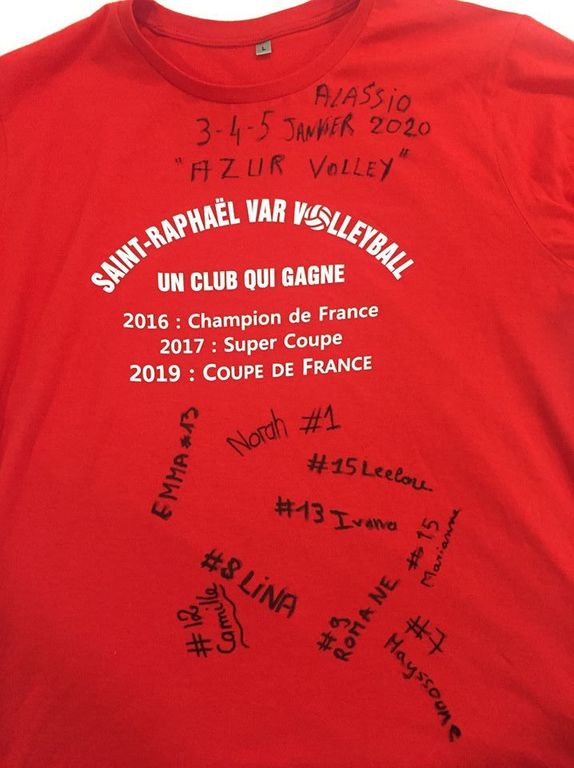 L
ALASSIO
3-4-5 JANVIER 2020
"AZUR VOLLEY"
SAINT-RAPHAËL VAR VOLLEYBALL
UN CLUB QUI GAGNE
2016 : Champion de France
2017 : Super Coupe
2019 : COUPE DE FRANCE
EMMA #13
Norah #1
#15 Leelou
#13 Ivana
#15
Marianne
#8 LiNA
#12
Camille
#9
ROMANE
#7
Mayssoune